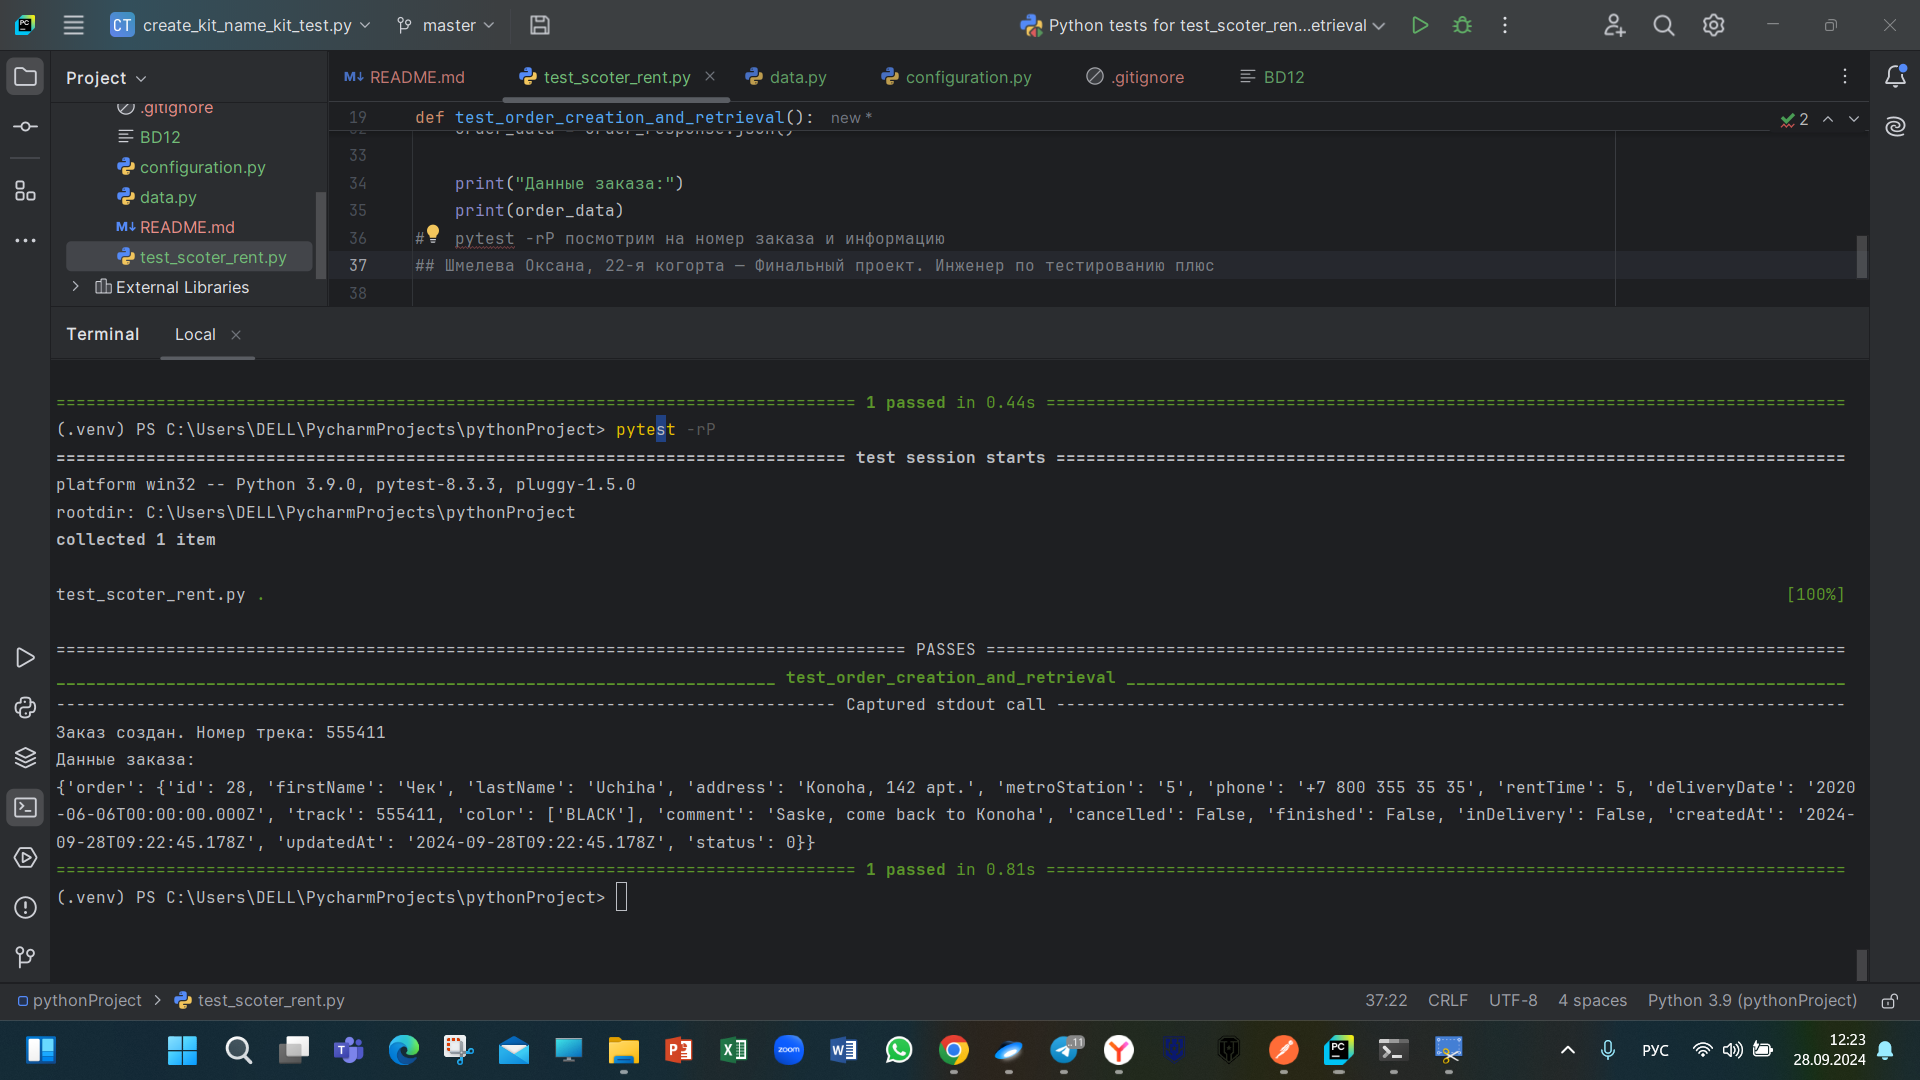 CT create_kit_name_kit_test.py master Python tests for test_scoter_ren...etrieval
Project
README.md test_scoter_rent.py data.py configuration.py .gitignore BD12
.gitignore
BD12
configuration.py
data.py
README.md
test_scoter_rent.py
External Libraries
19 def test_order_creation_and_retrieval(): new *
2
32 order_data = order_response.json()
33
34 print("Данные заказа:")
35 print(order_data)
36 # pytest -rP посмотрим на номер заказа и информацию
37 ## Шмелева Оксана, 22-я когорта — Финальный проект. Инженер по тестированию плюс
38
Terminal Local
1 passed in 0.44s
(.venv) PS C:\Users\DELL\PycharmProjects\pythonProject> pytest -rP
test session starts
platform win32 -- Python 3.9.0, pytest-8.3.3, pluggy-1.5.0
rootdir: C:\Users\DELL\PycharmProjects\pythonProject
collected 1 item
test_scoter_rent.py . [100%]
PASSES
test_order_creation_and_retrieval
Captured stdout call
Заказ создан. Номер трека: 555411
Данные заказа:
{'order': {'id': 28, 'firstName': 'Чек', 'lastName': 'Uchiha', 'address': 'Konoha, 142 apt.', 'metroStation': '5', 'phone': '+7 800 355 35 35', 'rentTime': 5, 'deliveryDate': '2020
-06-06T00:00:00.000Z', 'track': 555411, 'color': ['BLACK'], 'comment': 'Saske, come back to Konoha', 'cancelled': False, 'finished': False, 'inDelivery': False, 'createdAt': '2024-
09-28T09:22:45.178Z', 'updatedAt': '2024-09-28T09:22:45.178Z', 'status': 0}}
1 passed in 0.81s
(.venv) PS C:\Users\DELL\PycharmProjects\pythonProject>
pythonProject > test_scoter_rent.py 37:22 CRLF UTF-8 4 spaces Python 3.9 (pythonProject)
РУС
12:23
28.09.2024